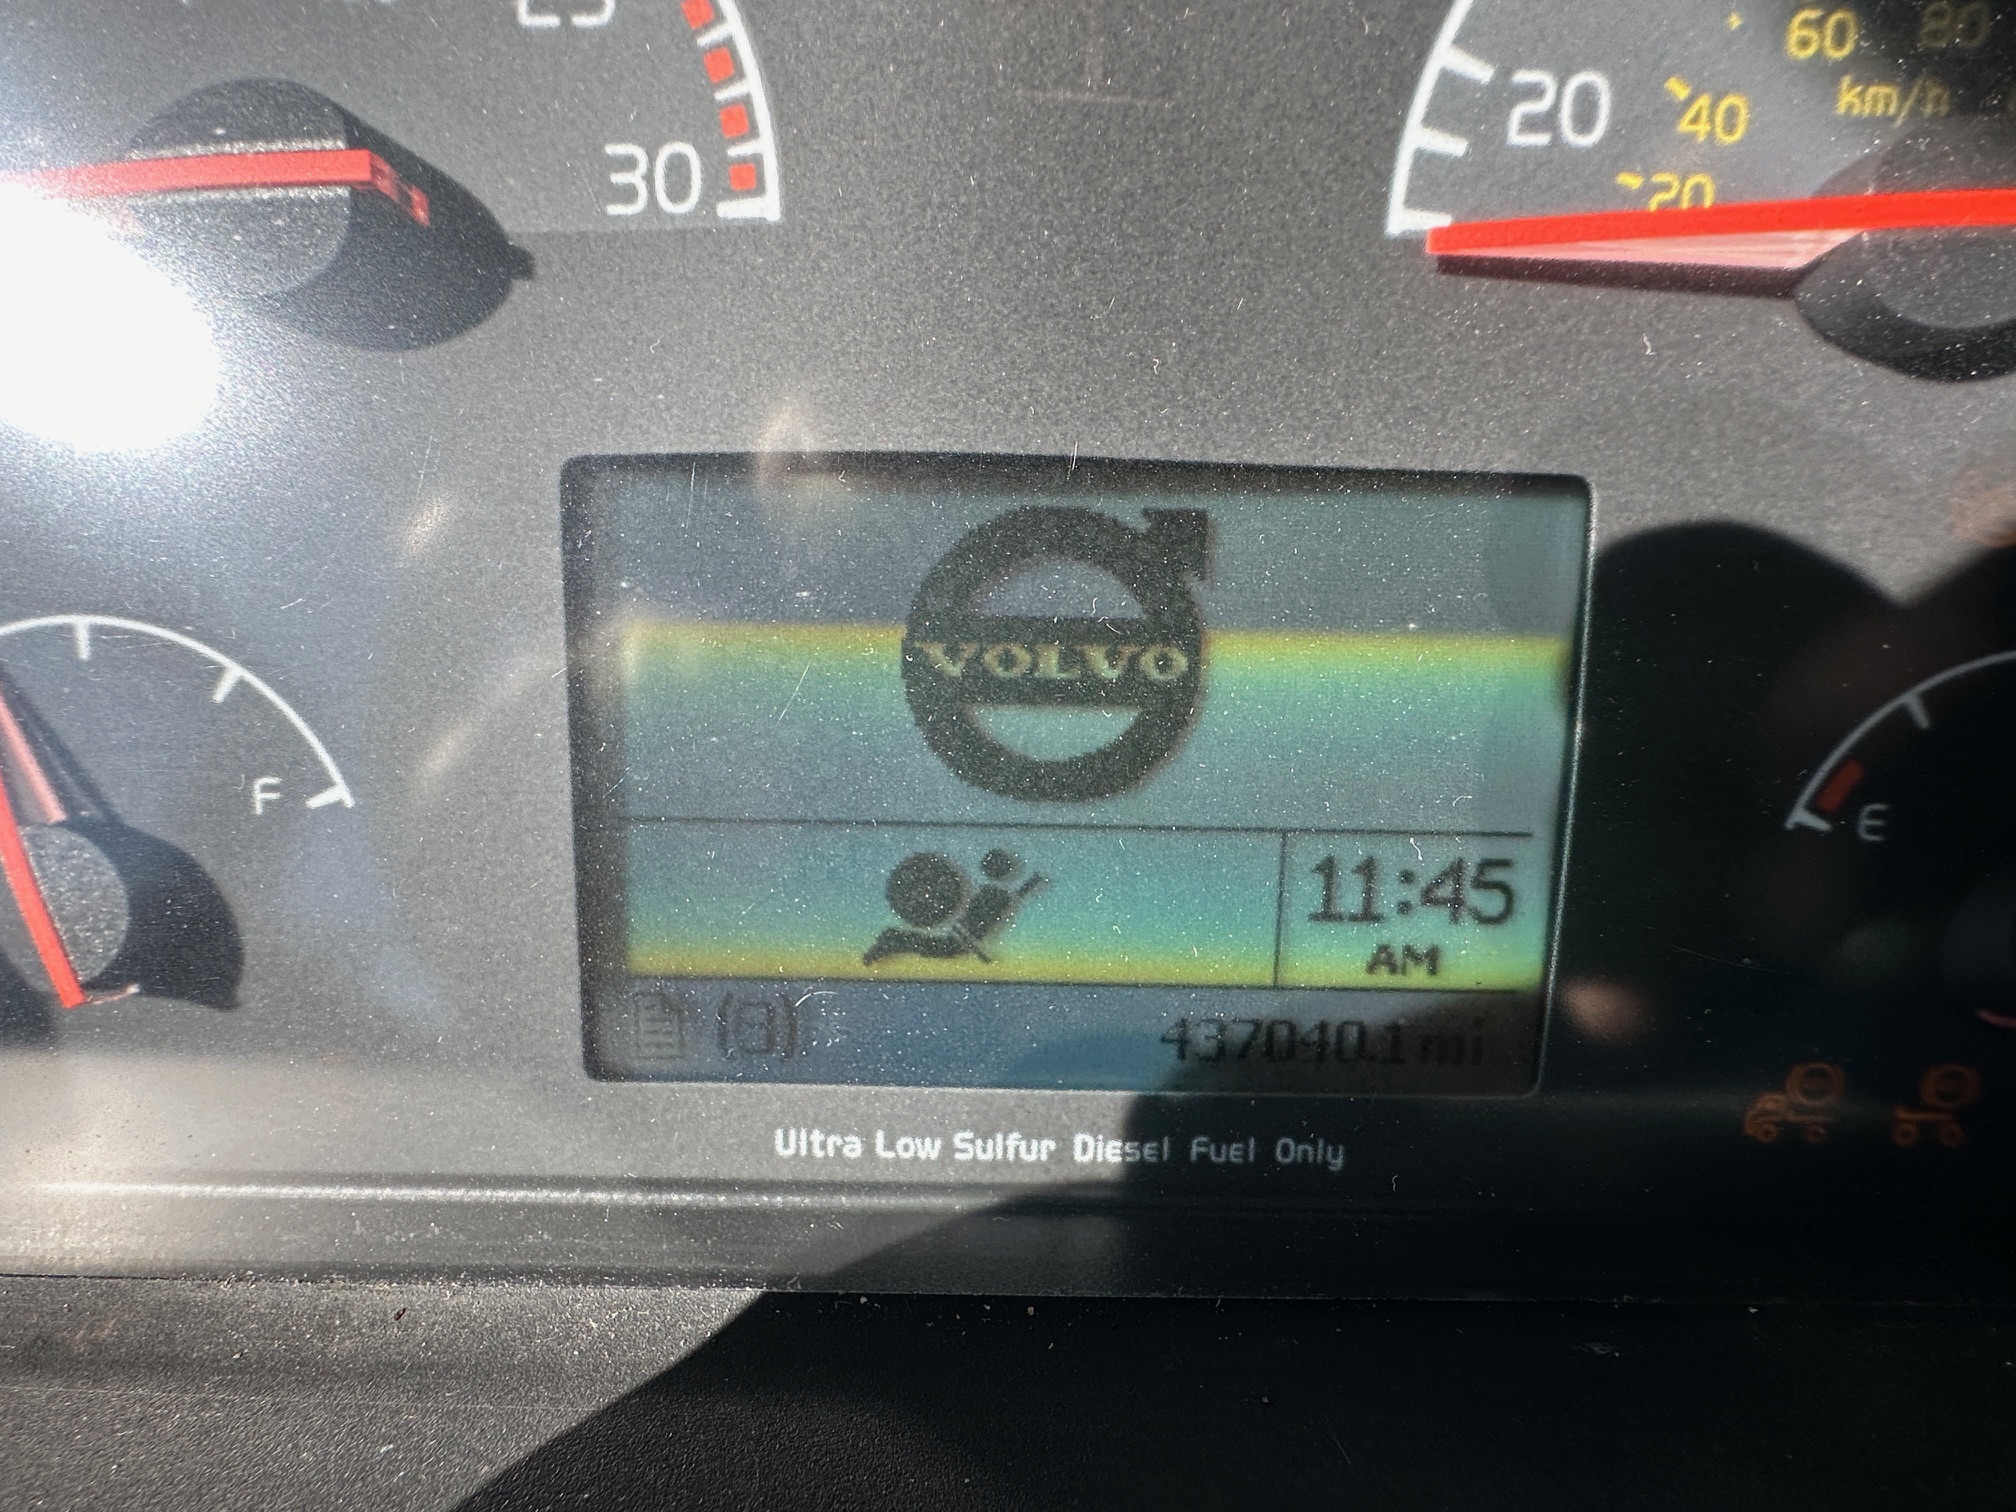 30
20
60
80
km/h
40
20
F
VOLVO
E
11:45
AM
437040.1 mi
Ultra Low Sulfur Diesel Fuel Only